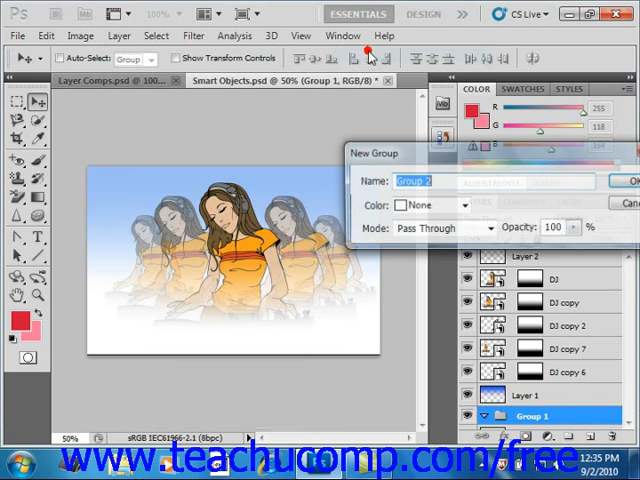 Ps Br Mb 150% ESSENTIALS DESIGN >> CS Live
File Edit Image Layer Select Filter Analysis 3D View Window Help
Auto-Select: Group Show Transform Controls
Layer Comps.psd @ 100... × Smart Objects.psd @ 50% (Group 1, RGB/8) * ×
COLOR SWATCHES STYLES
R 255
G 118
B
New Group
Name: Group 2 OK
Color: None
Mode: Pass Through Opacity: 100 %
Layer 2
DJ
DJ copy
DJ copy 2
DJ copy 7
DJ copy 6
Layer 1
Group 1
50% sRGB IEC61966-2.1 (8bpc)
www.teachucomp.com/free
12:35 PM
9/2/2010